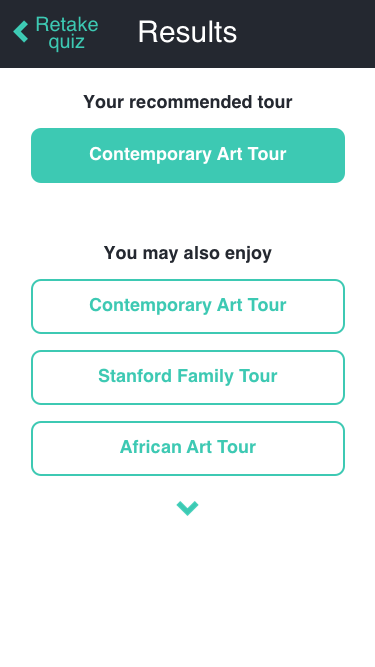 Retake
quiz
Results
Your recommended tour
Contemporary Art Tour
You may also enjoy
Contemporary Art Tour
Stanford Family Tour
African Art Tour